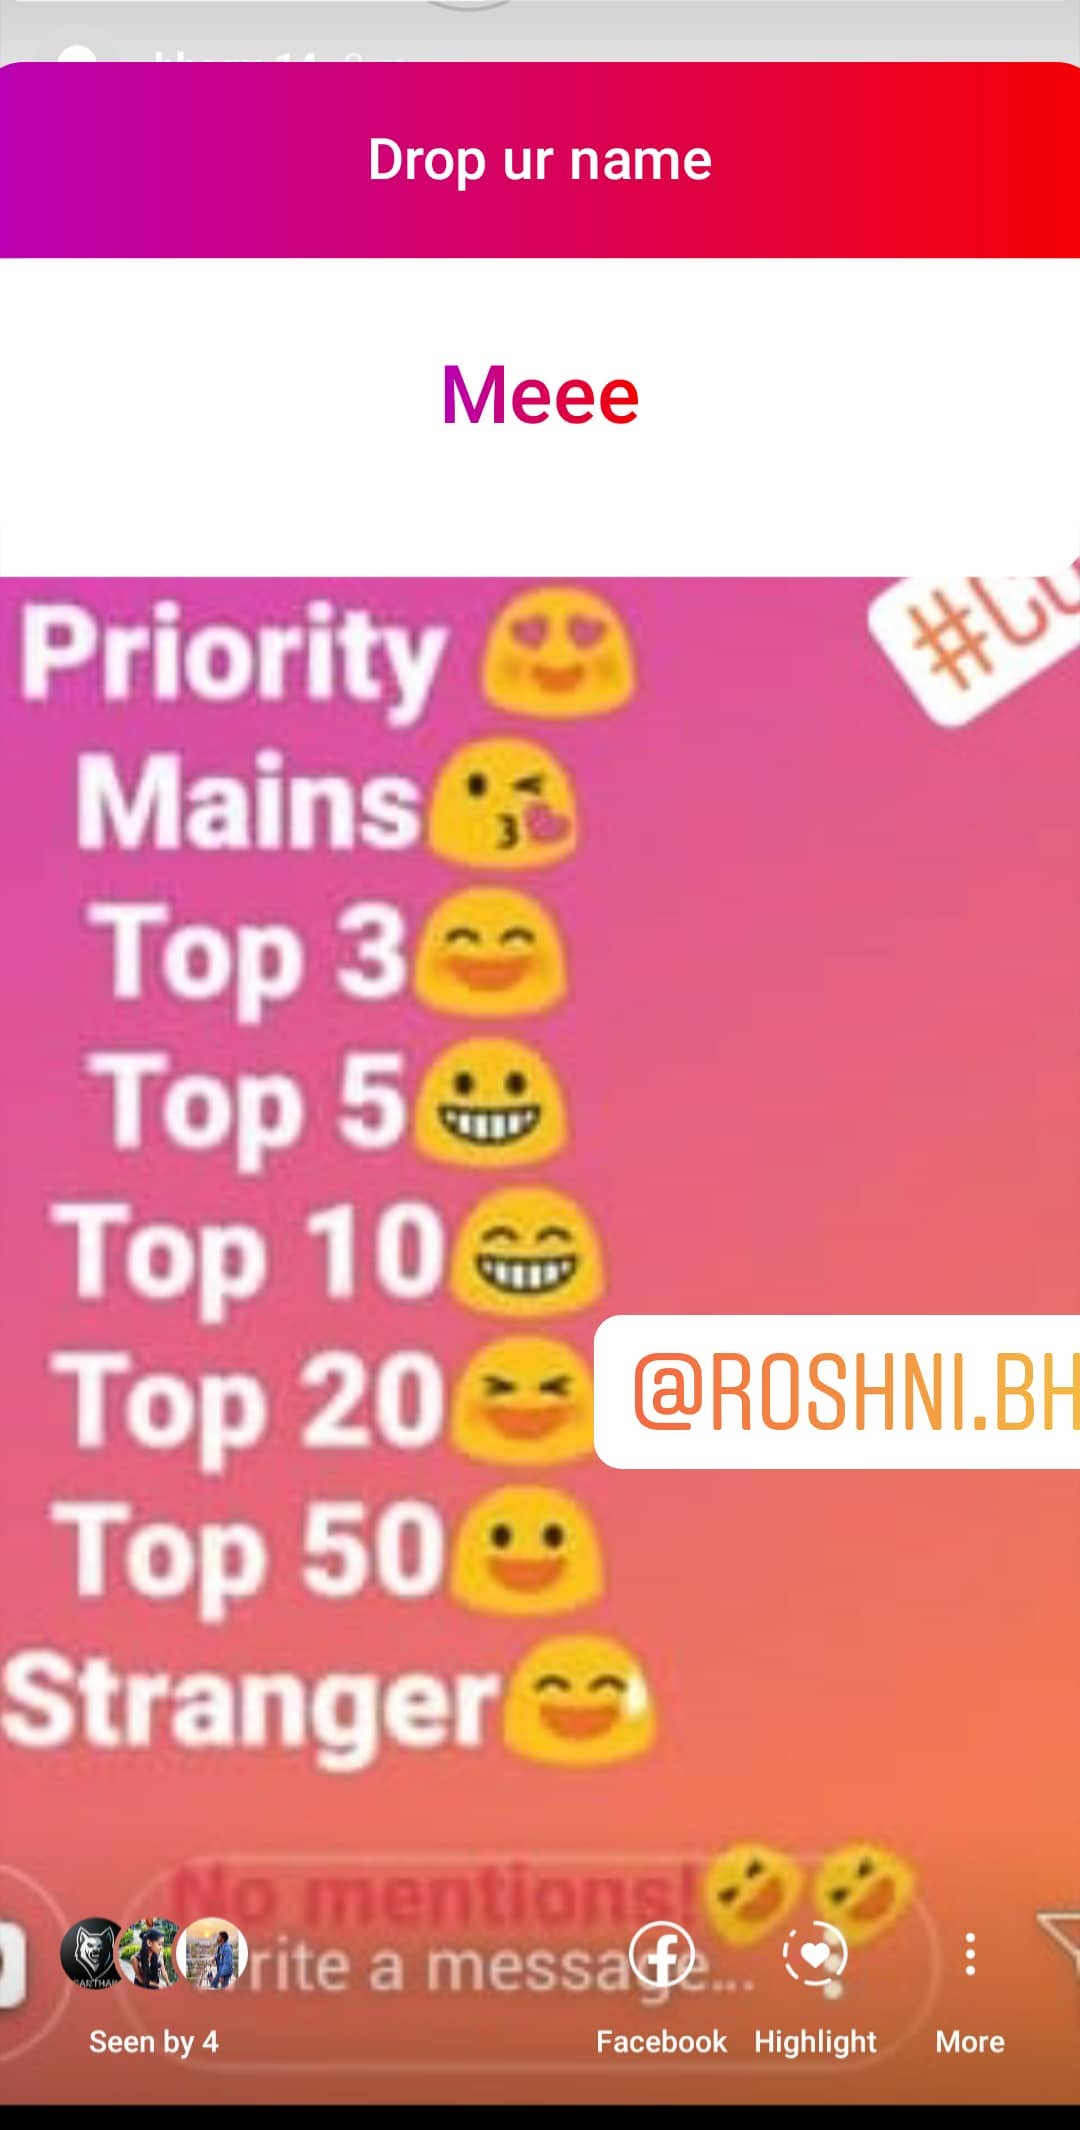 Drop ur name
Meee
Priority 😍
Mains😘
Top 3😄
Top 5😀
Top 10😁
Top 20😆
@ROSHNI.BH
Top 50😃
Stranger😅
No mentions!🤣🤣
rite a message...
Seen by 4
Facebook
Highlight
More